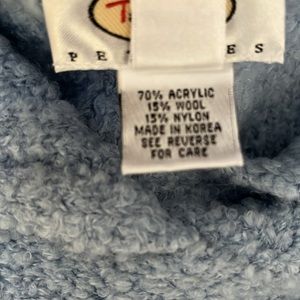 70% ACRYLIC
15% WOOL
15% NYLON
MADE IN KOREA
SEE REVERSE
FOR CARE